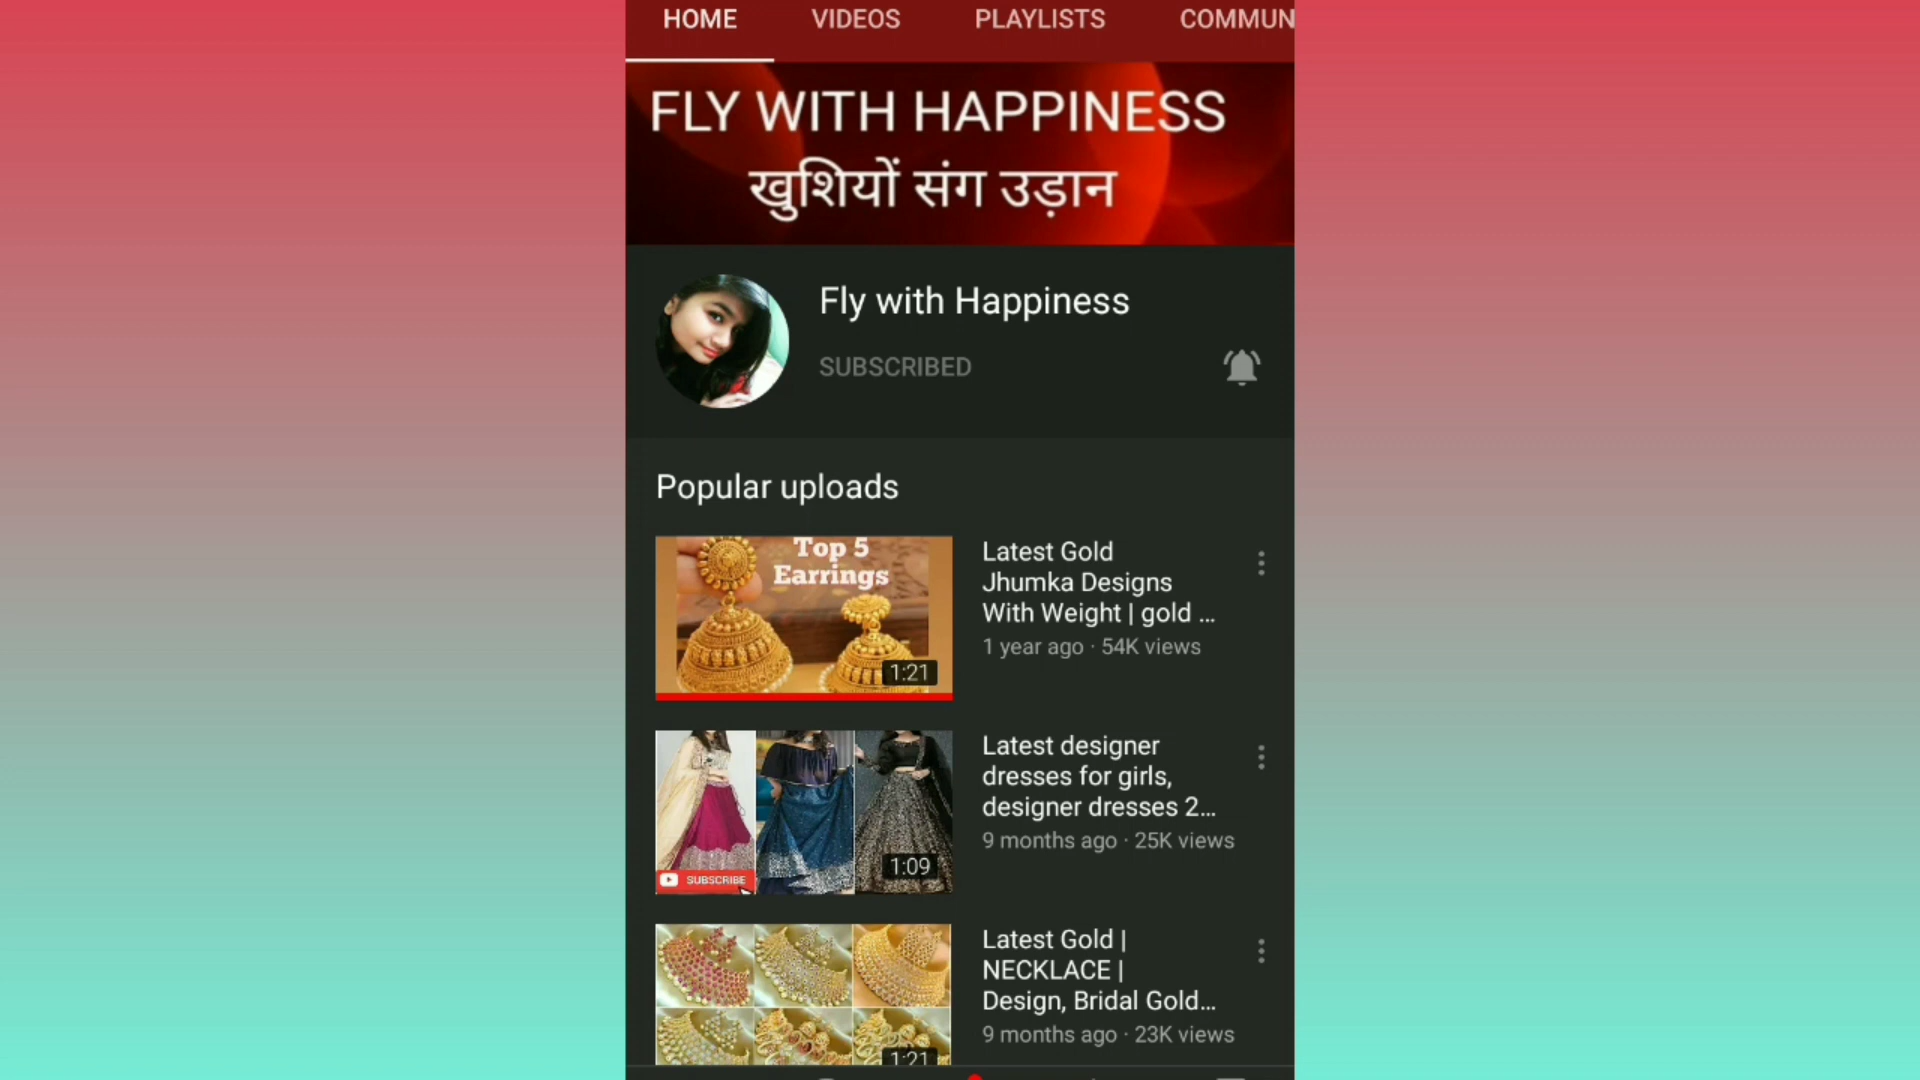 HOME VIDEOS PLAYLISTS COMMUN
FLY WITH HAPPINESS
खुशियों संग उड़ान
Fly with Happiness
SUBSCRIBED
Popular uploads
Top 5
Earrings
1:21
Latest Gold
Jhumka Designs
With Weight | gold ...
1 year ago · 54K views
SUBSCRIBE
1:09
Latest designer
dresses for girls,
designer dresses 2...
9 months ago · 25K views
1:21
Latest Gold |
NECKLACE |
Design, Bridal Gold...
9 months ago · 23K views